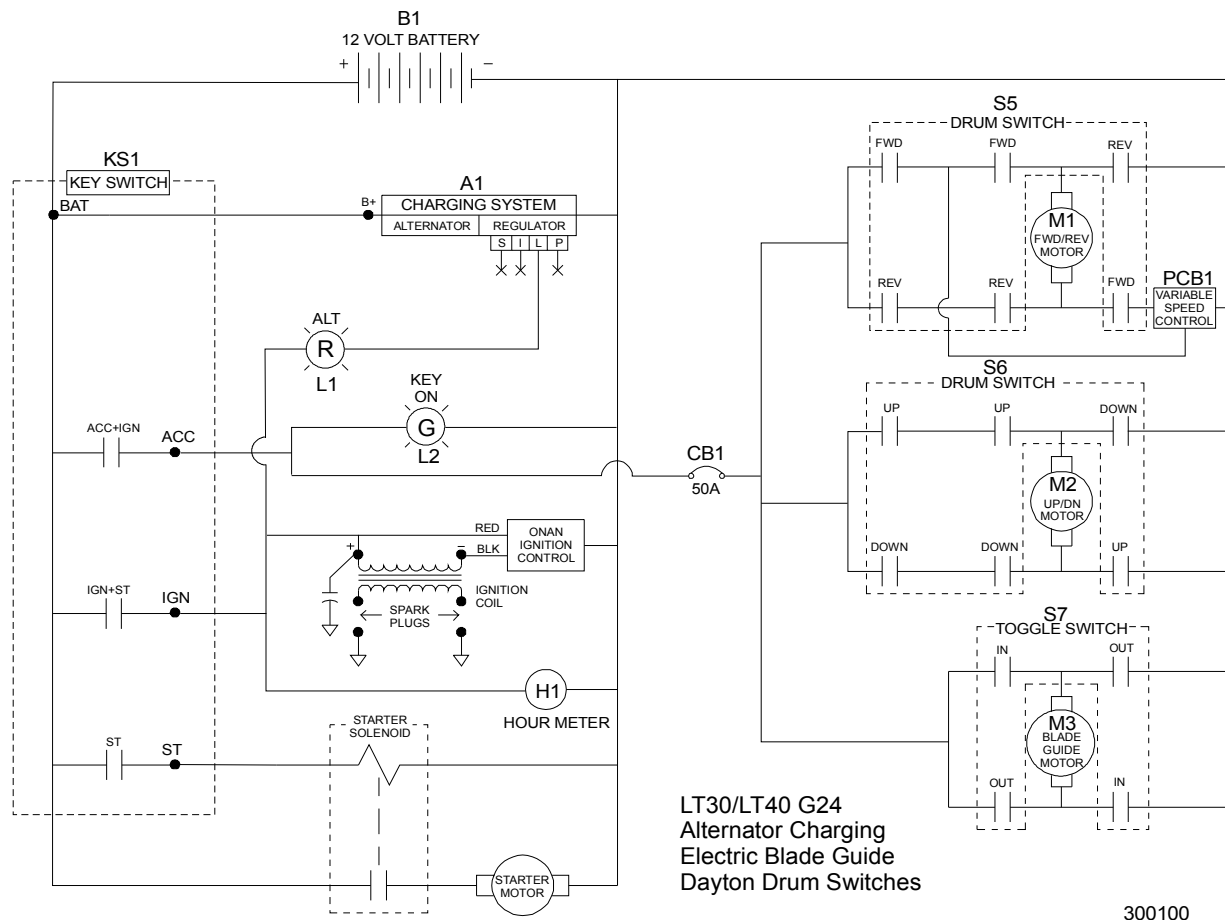 B1
12 VOLT BATTERY
+ −
KS1
KEY SWITCH
BAT
A1
B+
CHARGING SYSTEM
ALTERNATOR REGULATOR
S I L P
ALT
R
L1
KEY
ON
G
L2
ACC+IGN
ACC
CB1
50A
RED
BLK
ONAN
IGNITION
CONTROL
+ −
IGNITION
COIL
SPARK
PLUGS
IGN+ST
IGN
H1
HOUR METER
STARTER
SOLENOID
ST
ST
STARTER
MOTOR
S5
DRUM SWITCH
FWD FWD REV
M1
FWD/REV
MOTOR
REV REV FWD
PCB1
VARIABLE
SPEED
CONTROL
S6
DRUM SWITCH
UP UP DOWN
M2
UP/DN
MOTOR
DOWN DOWN UP
S7
TOGGLE SWITCH
IN OUT
M3
BLADE
GUIDE
MOTOR
OUT IN
LT30/LT40 G24
Alternator Charging
Electric Blade Guide
Dayton Drum Switches
300100